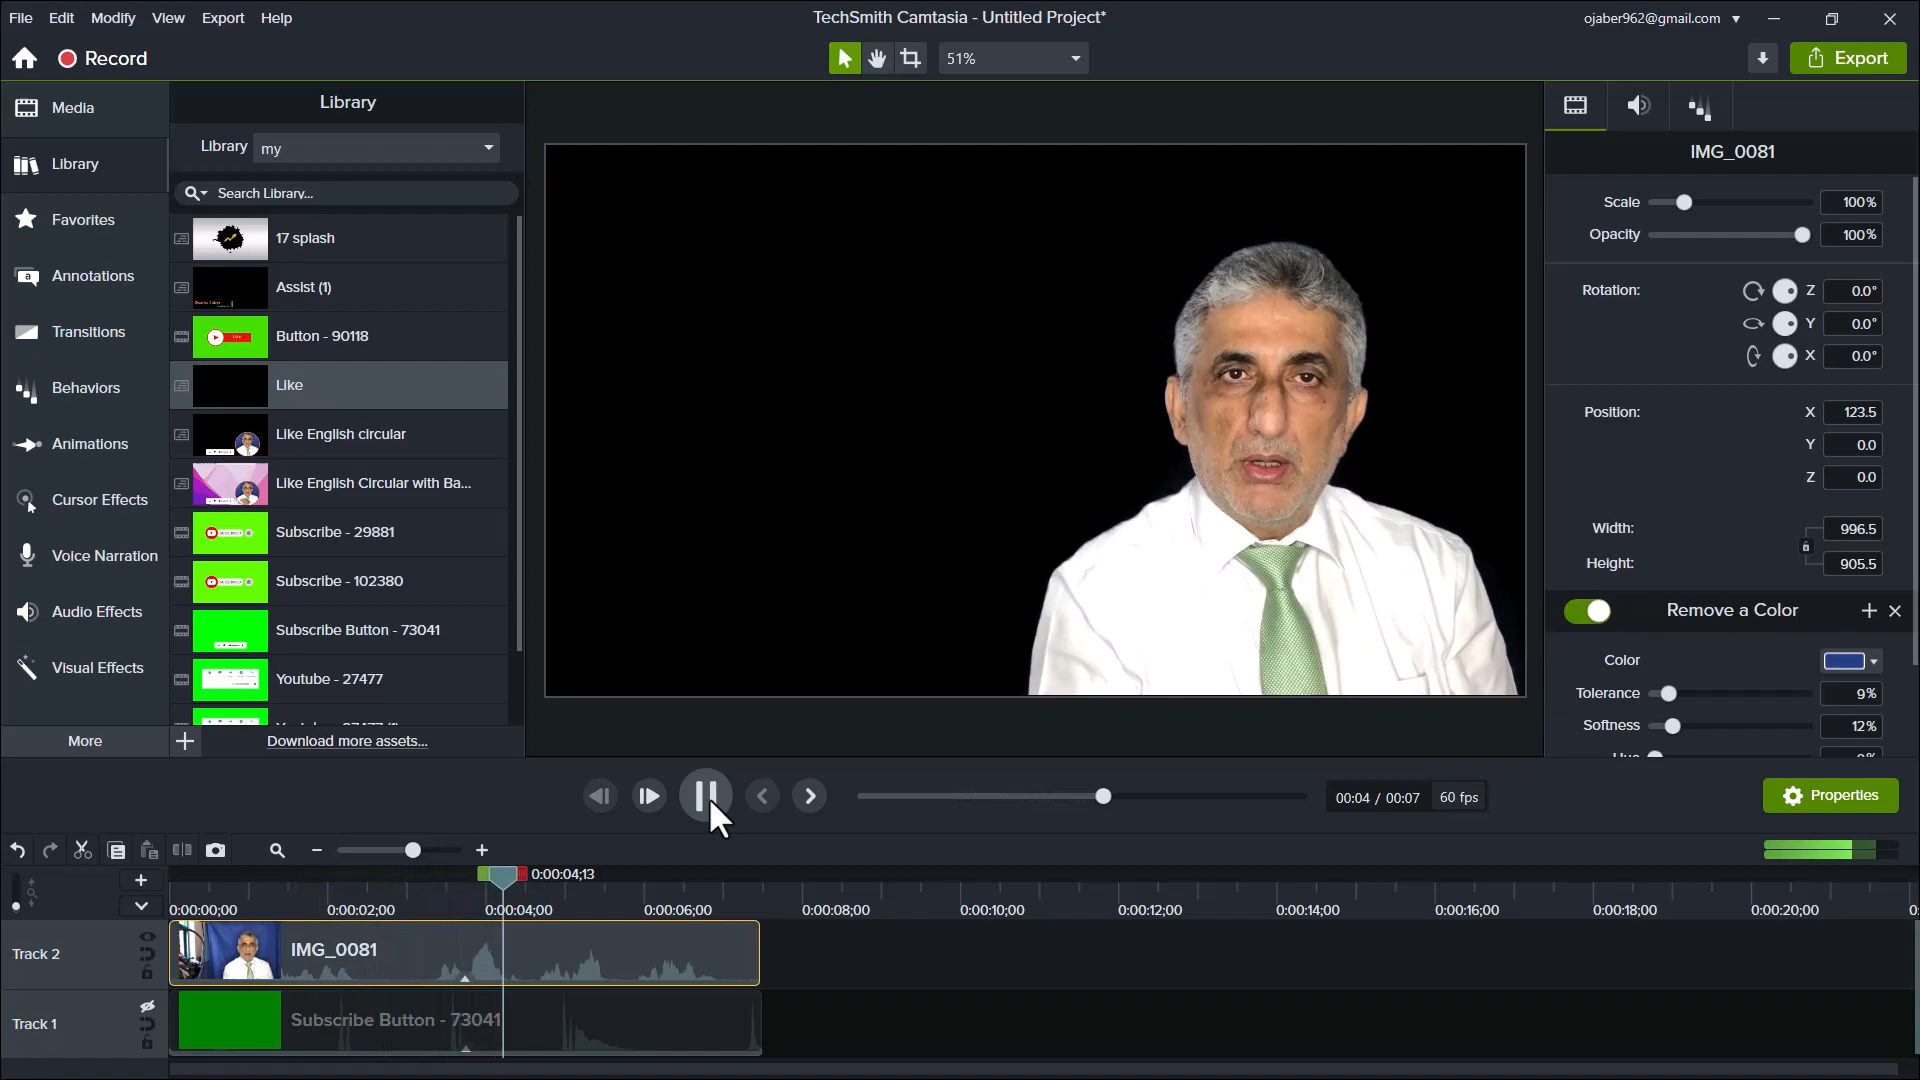 File Edit Modify View Export Help
TechSmith Camtasia - Untitled Project*
ojaber962@gmail.com
Record
51%
Export
Media
Library
Favorites
Annotations
Transitions
Behaviors
Animations
Cursor Effects
Voice Narration
Audio Effects
Visual Effects
More
Library
Library my
Search Library...
17 splash
Assist (1)
Button - 90118
Like
Like English circular
Like English Circular with Ba...
Subscribe - 29881
Subscribe - 102380
Subscribe Button - 73041
Youtube - 27477
Download more assets...
IMG_0081
Scale 100%
Opacity 100%
Rotation: Z 0.0°
Y 0.0°
X 0.0°
Position: X 123.5
Y 0.0
Z 0.0
Width: 996.5
Height: 905.5
Remove a Color
Color
Tolerance 9%
Softness 12%
00:04 / 00:07 60 fps
Properties
0:00:04;13
0:00:00;00 0:00:02;00 0:00:04;00 0:00:06;00 0:00:08;00 0:00:10;00 0:00:12;00 0:00:14;00 0:00:16;00 0:00:18;00 0:00:20;00
Track 2
IMG_0081
Track 1
Subscribe Button - 73041